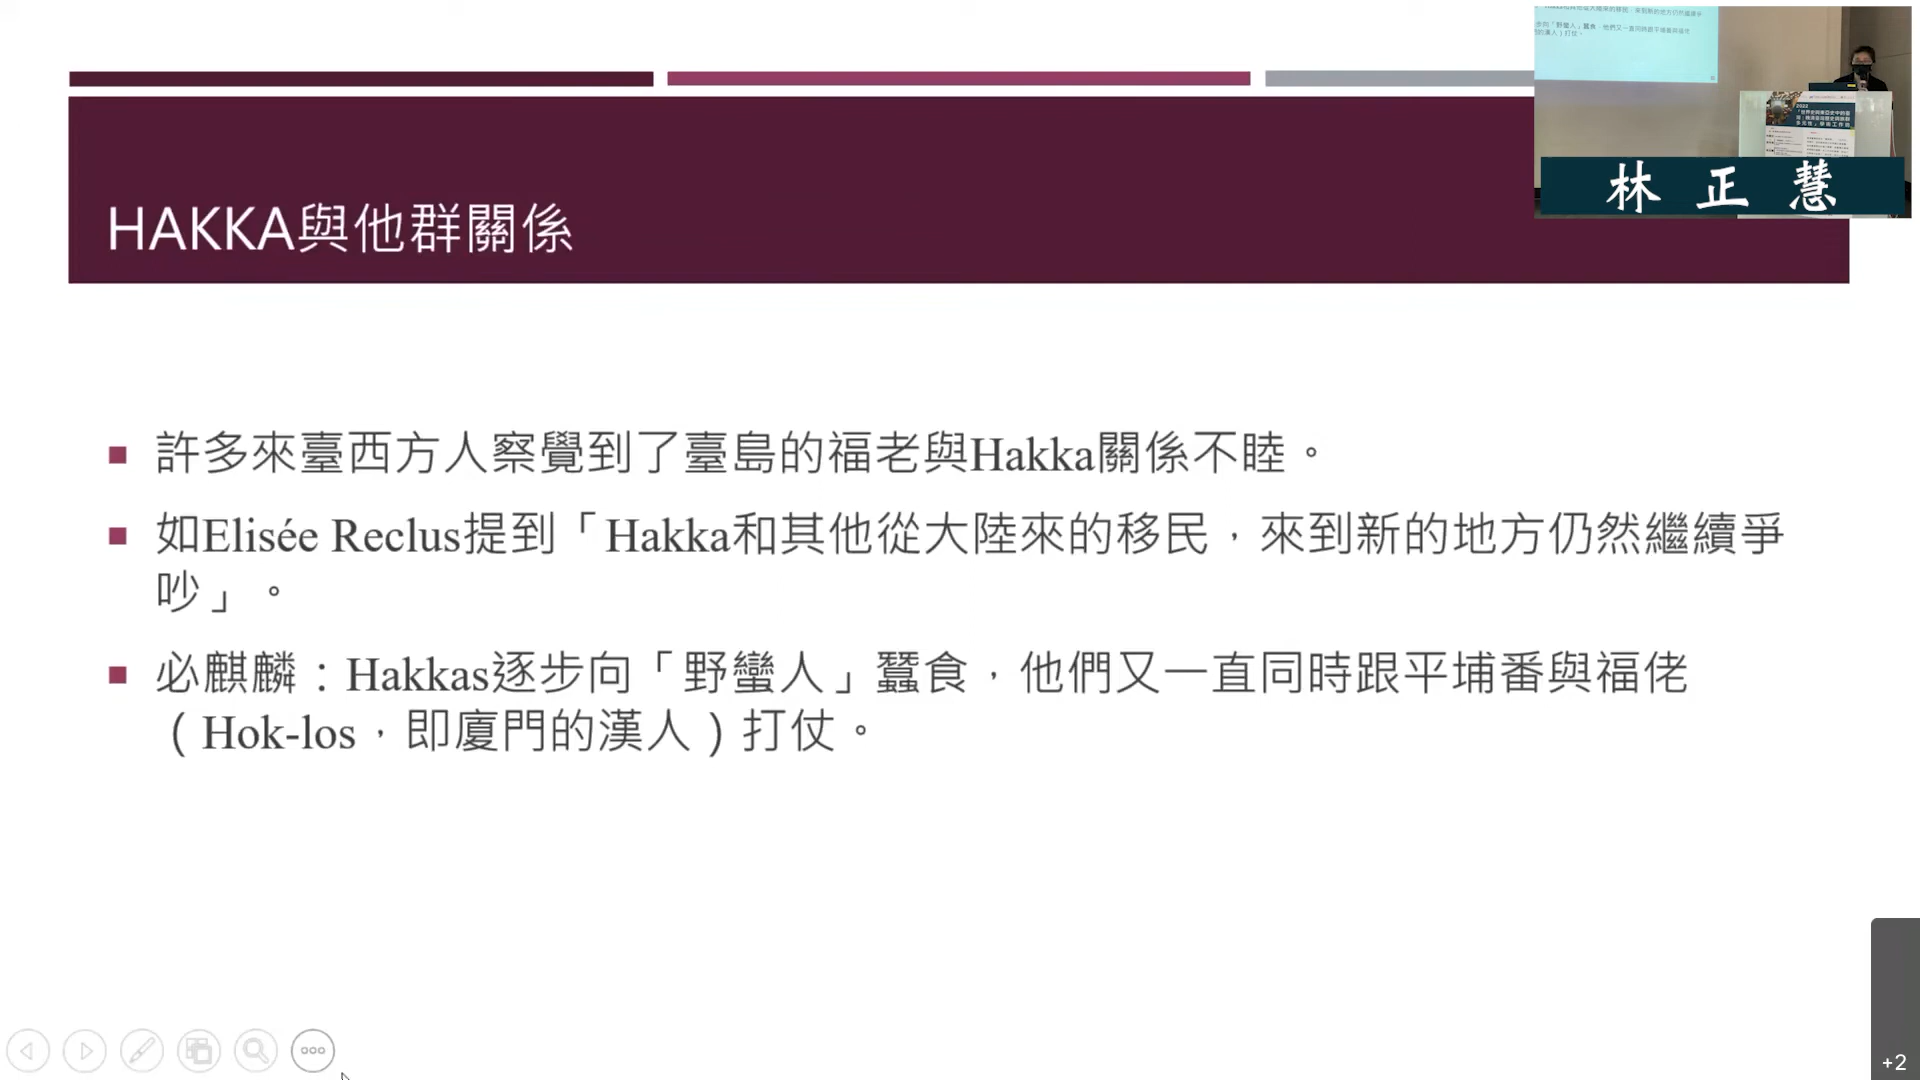 HAKKA與他群關係
許多來臺西方人察覺到了臺島的福老與Hakka關係不睦。
如Elisée Reclus提到「Hakka和其他從大陸來的移民，來到新的地方仍然繼續爭
吵」。
必麒麟：Hakkas逐步向「野蠻人」蠶食，他們又一直同時跟平埔番與福佬
（Hok-los，即廈門的漢人）打仗。
林正慧
2022
+2